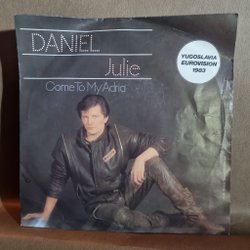 DANIEL
Julie
Come To My Adria
YUGOSLAVIA
EUROVISION
1983